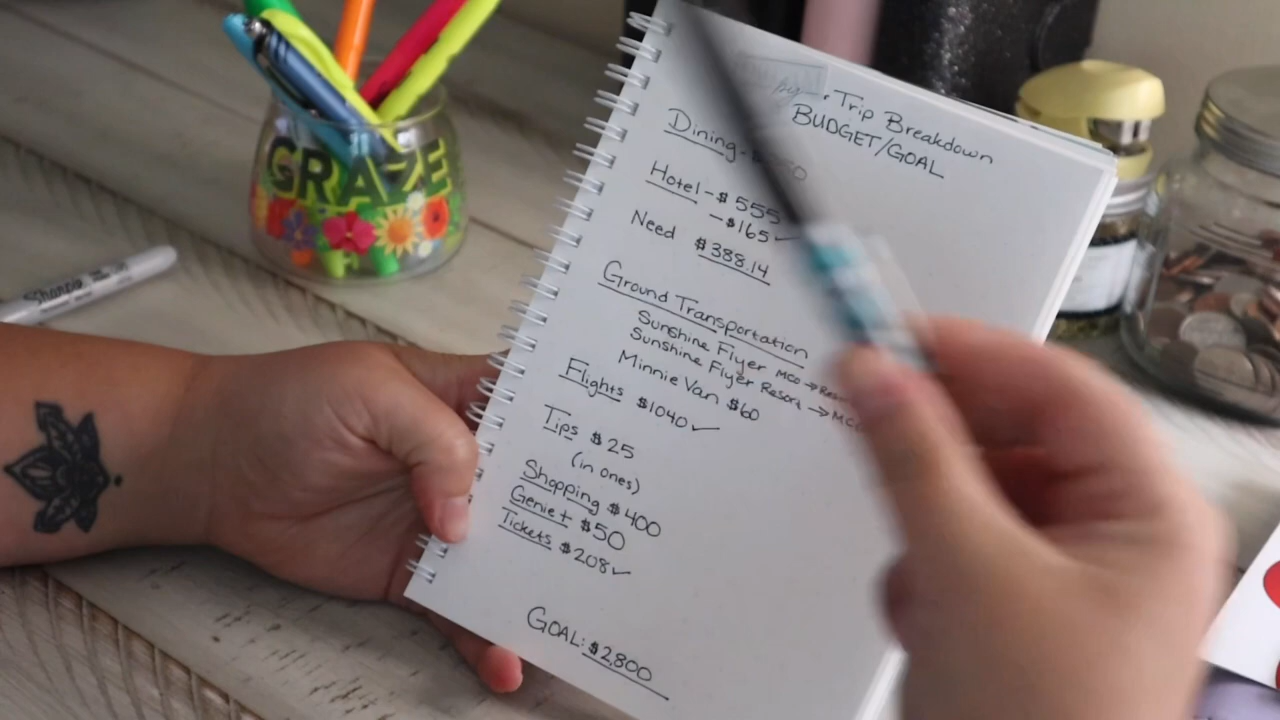 GRAZE
Sharpie
Trip Breakdown
BUDGET/GOAL
Dining -
Hotel - $555
- $165 ✓
Need $388.14
Ground Transportation
Sunshine Flyer MCO →
Sunshine Flyer Resort →
Minnie Van $60
Flights $1040 ✓
Tips $25
(in ones)
Shopping $400
Genie+ $50
Tickets $208 ✓
GOAL: $2,800